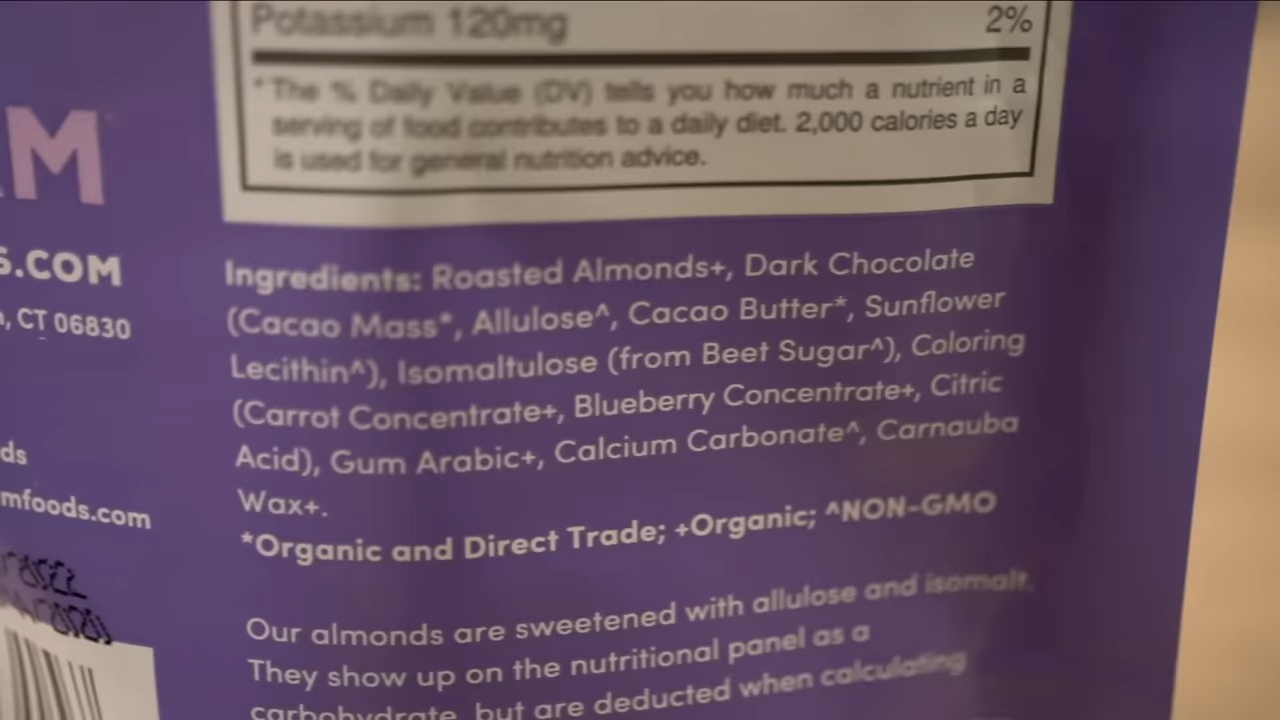 Potassium 120mg 2%
* The % Daily Value (DV) tells you how much a nutrient in a
serving of food contributes to a daily diet. 2,000 calories a day
is used for general nutrition advice.
M
S.COM
, CT 06830
ds
mfoods.com
Ingredients: Roasted Almonds+, Dark Chocolate
(Cacao Mass*, Allulose^, Cacao Butter*, Sunflower
Lecithin^), Isomaltulose (from Beet Sugar^), Coloring
(Carrot Concentrate+, Blueberry Concentrate+, Citric
Acid), Gum Arabic+, Calcium Carbonate^, Carnauba
Wax+.
*Organic and Direct Trade; +Organic; ^NON-GMO
Our almonds are sweetened with allulose and isomalt.
They show up on the nutritional panel as a
carbohydrate, but are deducted when calculating